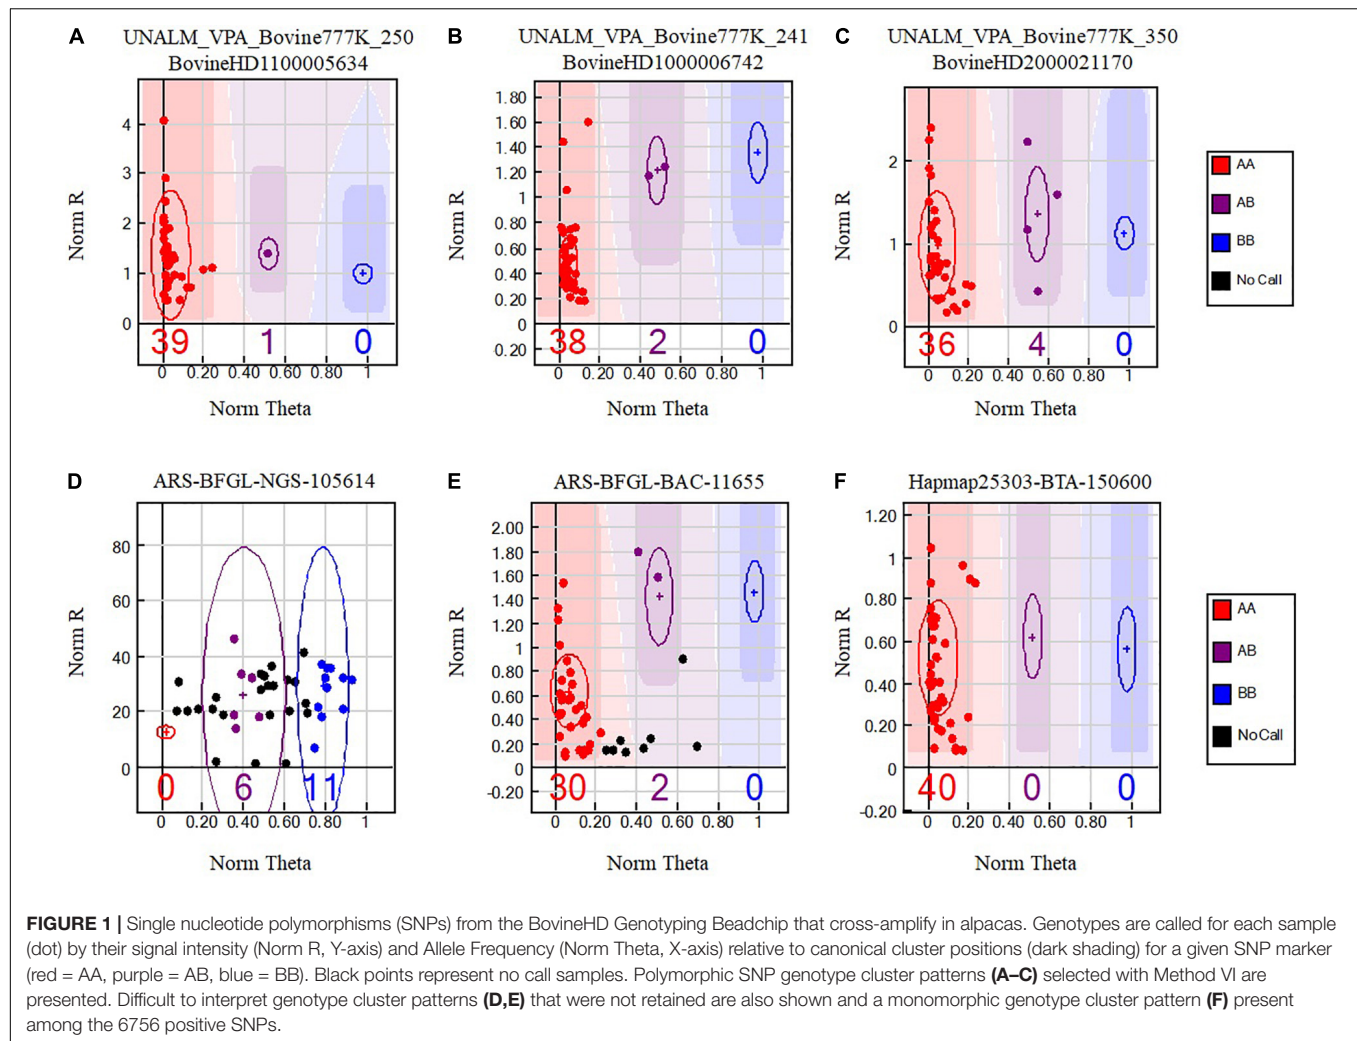 A
UNALM_VPA_Bovine777K_250
BovineHD1100005634
B
UNALM_VPA_Bovine777K_241
BovineHD1000006742
C
UNALM_VPA_Bovine777K_350
BovineHD2000021170
Norm R
4
3
2
1
0
39
1
0
0
0.20
0.40
0.60
0.80
1
Norm Theta
Norm R
1.80
1.60
1.40
1.20
1
0.80
0.60
0.40
0.20
0
0.20
38
2
0
0
0.20
0.40
0.60
0.80
1
Norm Theta
Norm R
2
1
0
36
4
0
0
0.20
0.40
0.60
0.80
1
Norm Theta
AA
AB
BB
No Call
D
ARS-BFGL-NGS-105614
E
ARS-BFGL-BAC-11655
F
Hapmap25303-BTA-150600
Norm R
80
60
40
20
0
0
6
11
0
0.20
0.40
0.60
0.80
1
Norm Theta
Norm R
2.00
1.80
1.60
1.40
1.20
1
0.80
0.60
0.40
0.20
0
-0.20
30
2
0
0
0.20
0.40
0.60
0.80
1
Norm Theta
Norm R
1.20
1
0.80
0.60
0.40
0.20
0
-0.20
40
0
0
0
0.20
0.40
0.60
0.80
1
Norm Theta
AA
AB
BB
No Call
FIGURE 1 | Single nucleotide polymorphisms (SNPs) from the BovineHD Genotyping Beadchip that cross-amplify in alpacas. Genotypes are called for each sample
(dot) by their signal intensity (Norm R, Y-axis) and Allele Frequency (Norm Theta, X-axis) relative to canonical cluster positions (dark shading) for a given SNP marker
(red = AA, purple = AB, blue = BB). Black points represent no call samples. Polymorphic SNP genotype cluster patterns (A–C) selected with Method VI are
presented. Difficult to interpret genotype cluster patterns (D,E) that were not retained are also shown and a monomorphic genotype cluster pattern (F) present
among the 6756 positive SNPs.